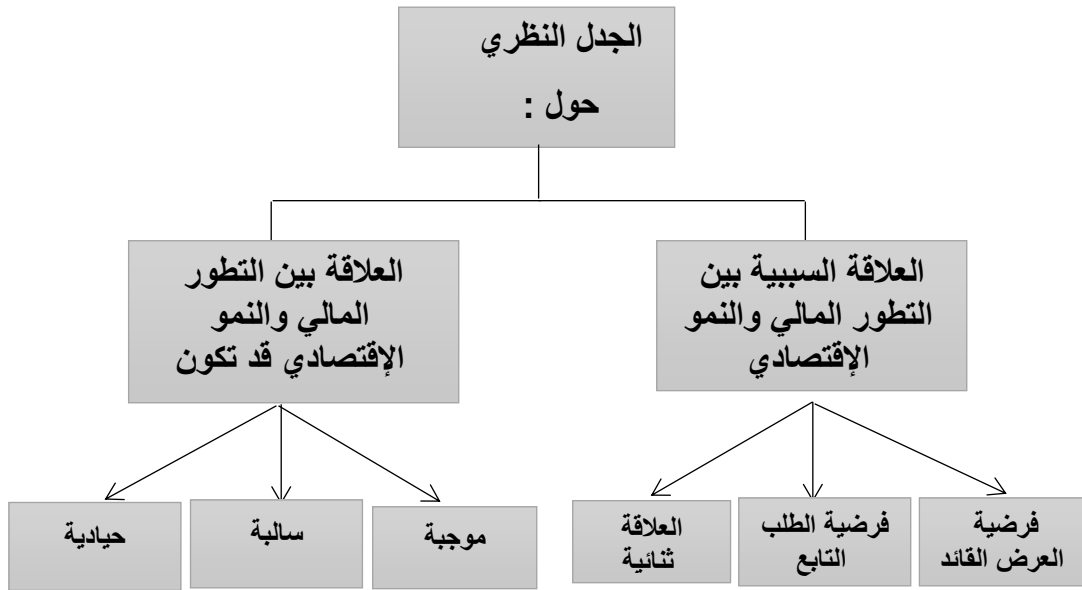 الجدل النظري
حول :
العلاقة السببية بين
التطور المالي والنمو
الإقتصادي
العلاقة بين التطور
المالي والنمو
الإقتصادي قد تكون
فرضية
العرض القائد
فرضية الطلب
التابع
العلاقة
ثنائية
موجبة
سالبة
حيادية